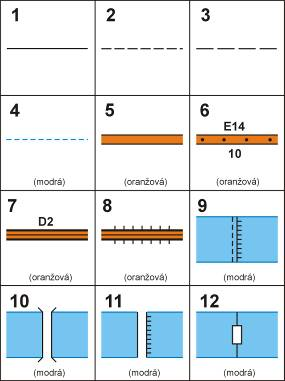 1 2 3
4 5 6
E14
10
(modrá) (oranžová) (oranžová)
7 8 9
D2
(oranžová) (oranžová) (modrá)
10 11 12
(modrá) (modrá) (modrá)